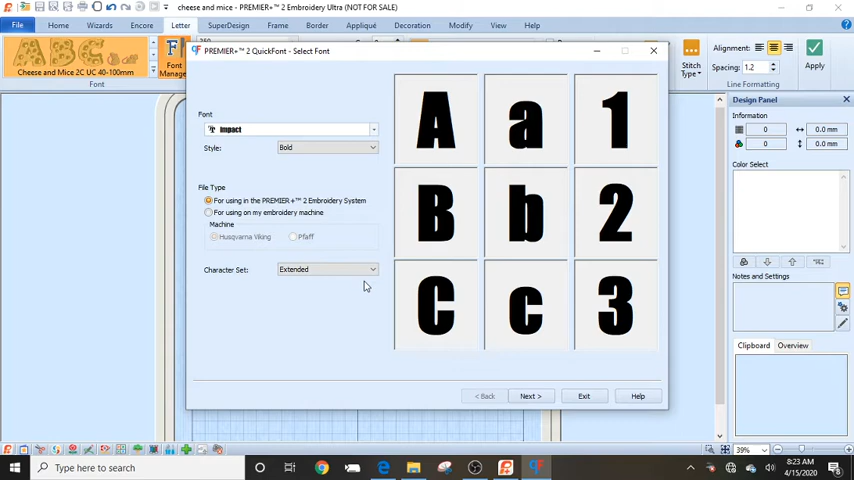 cheese and mice - PREMIER+™ 2 Embroidery Ultra (NOT FOR SALE)
File Home Wizards Encore Letter SuperDesign Frame Border Appliqué Decoration Modify View Help
Cheese and Mice 2C UC 40-100mm
Font
Font
Manager
PREMIER+™ 2 QuickFont - Select Font
Font
Impact
Style: Bold
File Type
For using in the PREMIER+™ 2 Embroidery System
For using on my embroidery machine
Machine
Husqvarna Viking Pfaff
Character Set: Extended
A a 1
B b 2
C c 3
< Back Next > Exit Help
Stitch
Type
Alignment:
Spacing: 1.2
Line Formatting
Apply
Design Panel
Information
0 0.0 mm
0 0.0 mm
Color Select
Notes and Settings
Clipboard Overview
39%
Type here to search
8:23 AM
4/15/2020